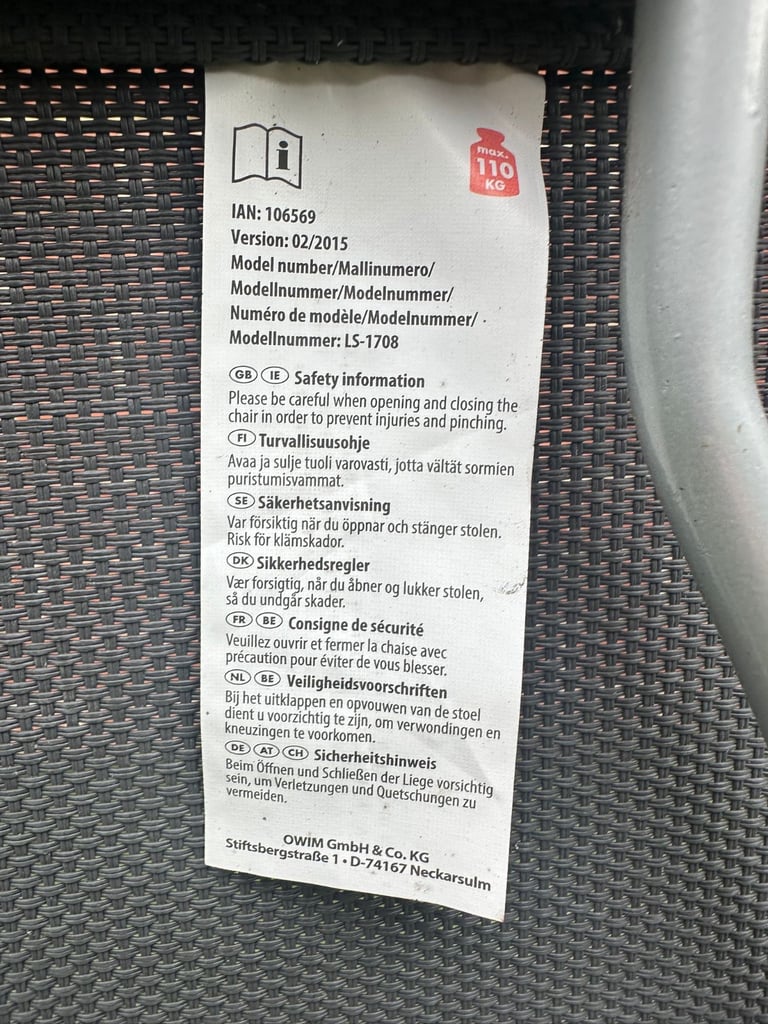 i
max.
110
KG
IAN: 106569
Version: 02/2015
Model number/Mallinumero/
Modellnummer/Modelnummer/
Numéro de modèle/Modelnummer/
Modellnummer: LS-1708
GB IE Safety information
Please be careful when opening and closing the
chair in order to prevent injuries and pinching.
FI Turvallisuusohje
Avaa ja sulje tuoli varovasti, jotta vältät sormien
puristumisvammat.
SE Säkerhetsanvisning
Var försiktig när du öppnar och stänger stolen.
Risk för klämskador.
DK Sikkerhedsregler
Vær forsigtig, når du åbner og lukker stolen,
så du undgår skader.
FR BE Consigne de sécurité
Veuillez ouvrir et fermer la chaise avec
précaution pour éviter de vous blesser.
NL BE Veiligheidsvoorschriften
Bij het uitklappen en opvouwen van de stoel
dient u voorzichtig te zijn, om verwondingen en
kneuzingen te voorkomen.
DE AT CH Sicherheitshinweis
Beim Öffnen und Schließen der Liege vorsichtig
sein, um Verletzungen und Quetschungen zu
vermeiden.
OWIM GmbH & Co. KG
Stiftsbergstraße 1 • D-74167 Neckarsulm